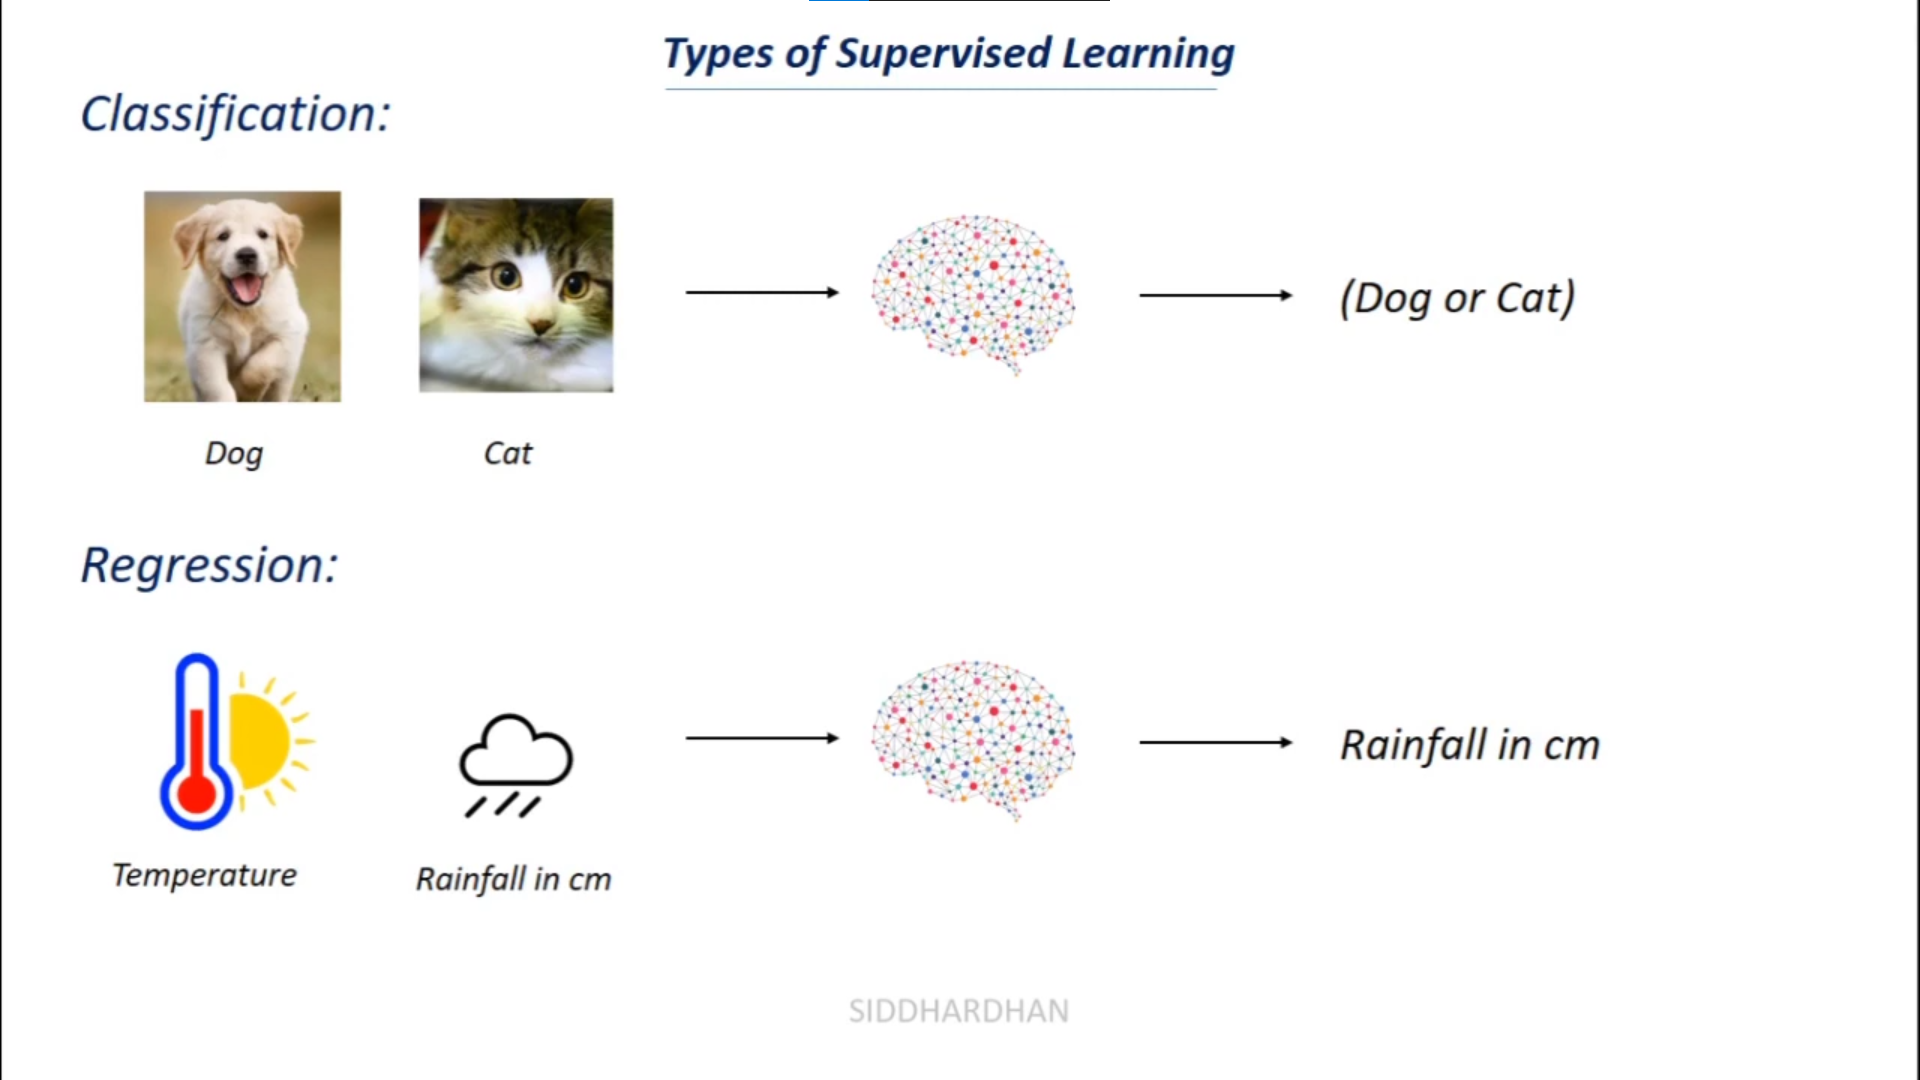 Types of Supervised Learning
Classification:
(Dog or Cat)
Dog
Cat
Regression:
Rainfall in cm
Temperature
Rainfall in cm
SIDDHARDHAN